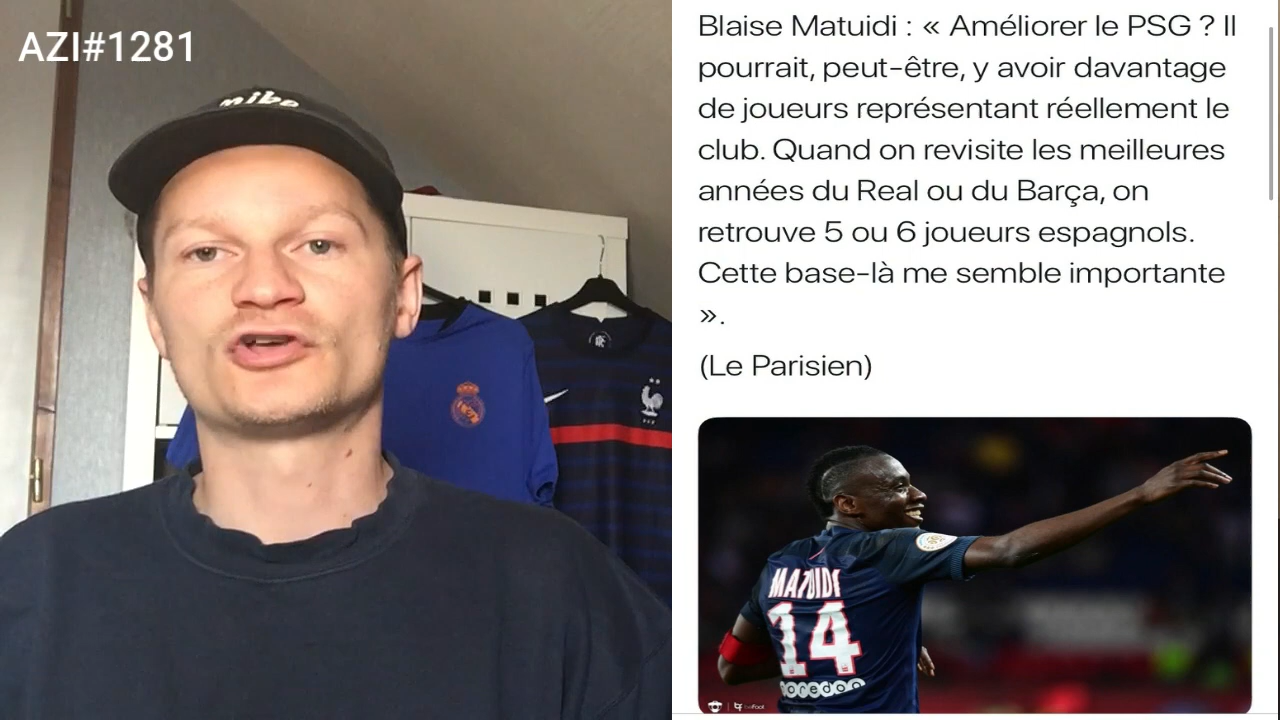 AZI#1281
Blaise Matuidi : « Améliorer le PSG ? Il
pourrait, peut-être, y avoir davantage
de joueurs représentant réellement le
club. Quand on revisite les meilleures
années du Real ou du Barça, on
retrouve 5 ou 6 joueurs espagnols.
Cette base-là me semble importante
».
(Le Parisien)
MATUIDI
14
ooredoo